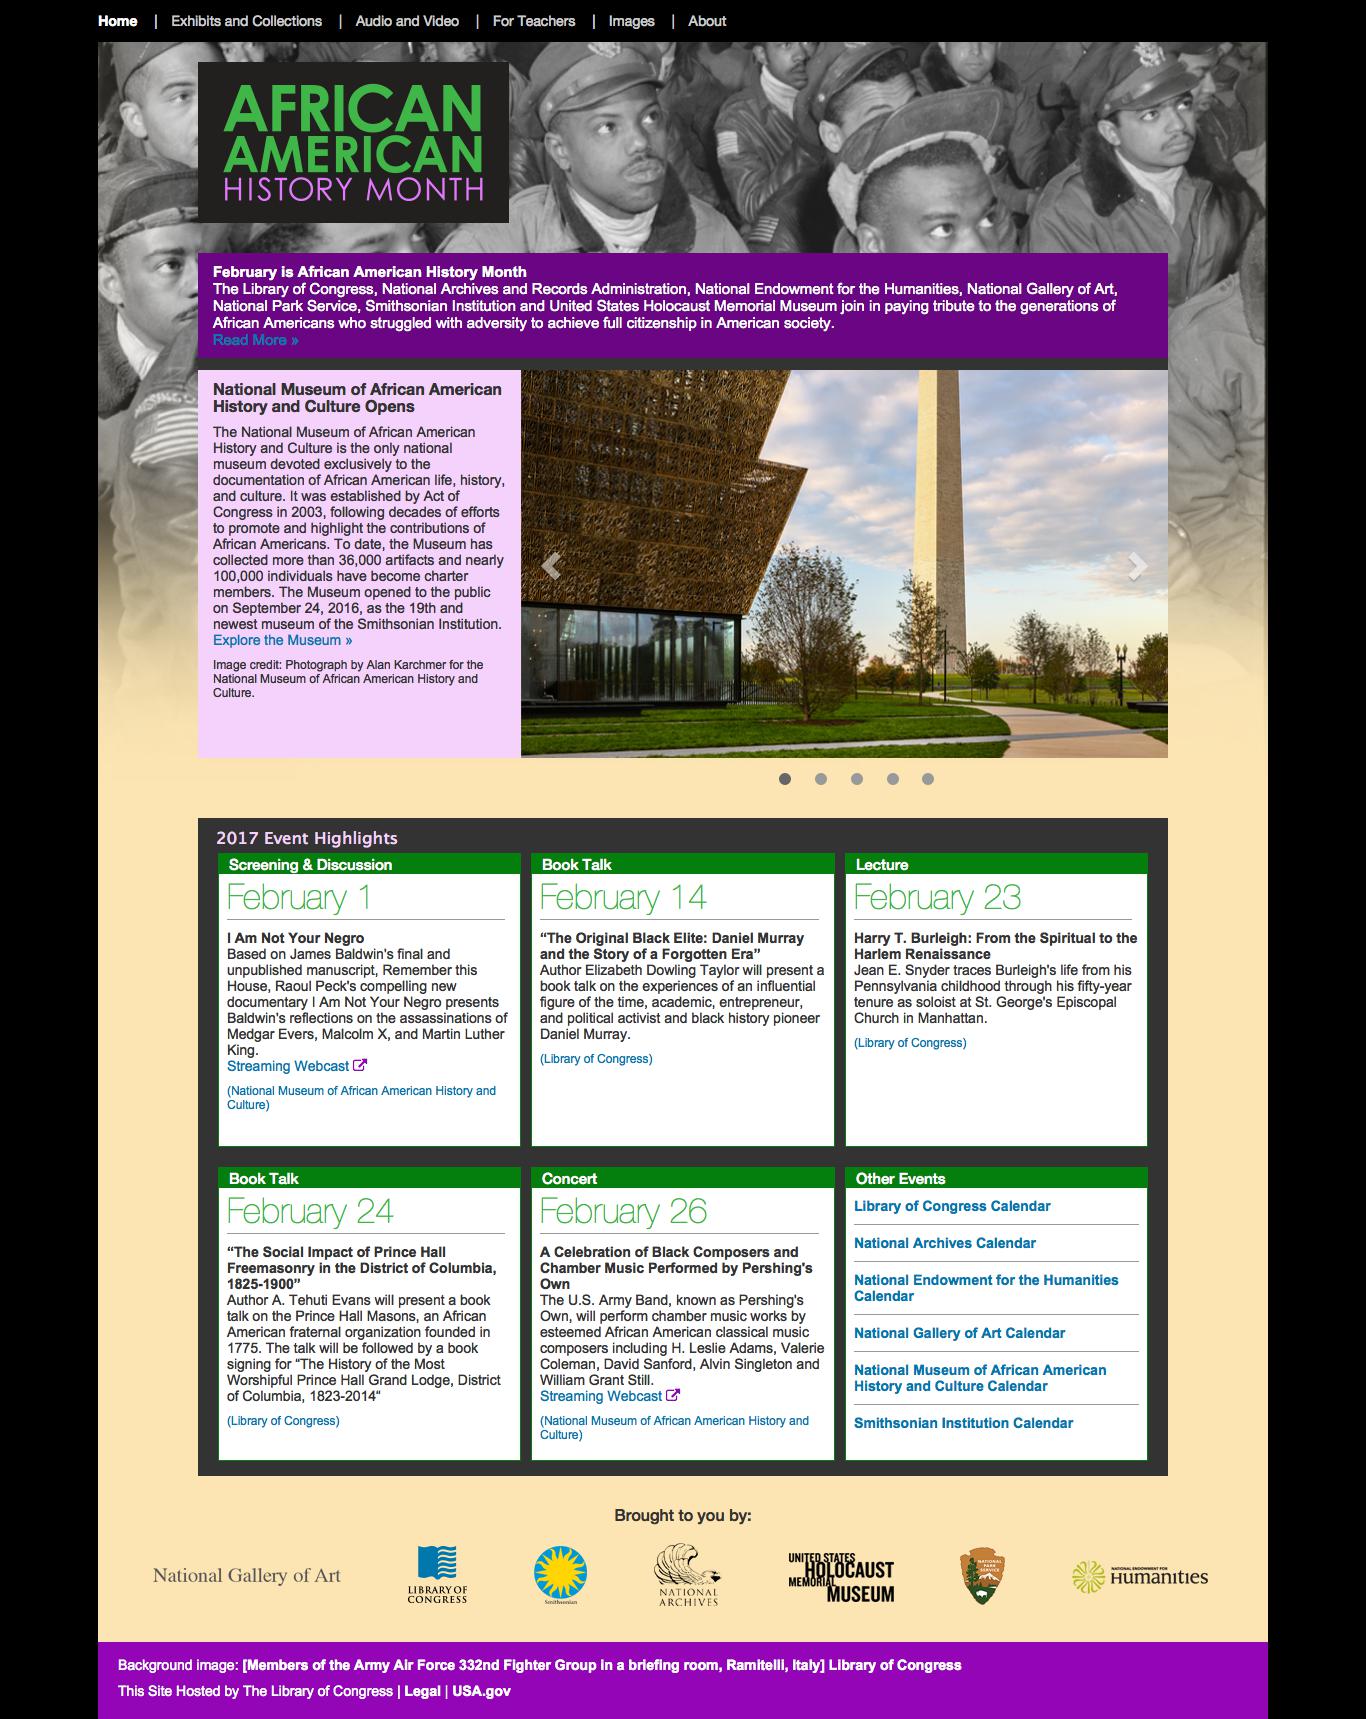 Home | Exhibits and Collections | Audio and Video | For Teachers | Images | About
AFRICAN
AMERICAN
HISTORY MONTH
February is African American History Month
The Library of Congress, National Archives and Records Administration, National Endowment for the Humanities, National Gallery of Art,
National Park Service, Smithsonian Institution and United States Holocaust Memorial Museum join in paying tribute to the generations of
African Americans who struggled with adversity to achieve full citizenship in American society.
Read More »
National Museum of African American
History and Culture Opens
The National Museum of African American
History and Culture is the only national
museum devoted exclusively to the
documentation of African American life, history,
and culture. It was established by Act of
Congress in 2003, following decades of efforts
to promote and highlight the contributions of
African Americans. To date, the Museum has
collected more than 36,000 artifacts and nearly
100,000 individuals have become charter
members. The Museum opened to the public
on September 24, 2016, as the 19th and
newest museum of the Smithsonian Institution.
Explore the Museum »
Image credit: Photograph by Alan Karchmer for the
National Museum of African American History and
Culture.
2017 Event Highlights
Screening & Discussion
February 1
I Am Not Your Negro
Based on James Baldwin's final and
unpublished manuscript, Remember this
House, Raoul Peck's compelling new
documentary I Am Not Your Negro presents
Baldwin's reflections on the assassinations of
Medgar Evers, Malcolm X, and Martin Luther
King.
Streaming Webcast
(National Museum of African American History and
Culture)
Book Talk
February 14
“The Original Black Elite: Daniel Murray
and the Story of a Forgotten Era”
Author Elizabeth Dowling Taylor will present a
book talk on the experiences of an influential
figure of the time, academic, entrepreneur,
and political activist and black history pioneer
Daniel Murray.
(Library of Congress)
Lecture
February 23
Harry T. Burleigh: From the Spiritual to the
Harlem Renaissance
Jean E. Snyder traces Burleigh's life from his
Pennsylvania childhood through his fifty-year
tenure as soloist at St. George's Episcopal
Church in Manhattan.
(Library of Congress)
Book Talk
February 24
“The Social Impact of Prince Hall
Freemasonry in the District of Columbia,
1825-1900”
Author A. Tehuti Evans will present a book
talk on the Prince Hall Masons, an African
American fraternal organization founded in
1775. The talk will be followed by a book
signing for “The History of the Most
Worshipful Prince Hall Grand Lodge, District
of Columbia, 1823-2014“
(Library of Congress)
Concert
February 26
A Celebration of Black Composers and
Chamber Music Performed by Pershing's
Own
The U.S. Army Band, known as Pershing's
Own, will perform chamber music works by
esteemed African American classical music
composers including H. Leslie Adams, Valerie
Coleman, David Sanford, Alvin Singleton and
William Grant Still.
Streaming Webcast
(National Museum of African American History and
Culture)
Other Events
Library of Congress Calendar
National Archives Calendar
National Endowment for the Humanities
Calendar
National Gallery of Art Calendar
National Museum of African American
History and Culture Calendar
Smithsonian Institution Calendar
Brought to you by:
National Gallery of Art
LIBRARY OF
CONGRESS
Smithsonian
NATIONAL
ARCHIVES
UNITED STATES
HOLOCAUST
MEMORIAL
MUSEUM
NATIONAL
PARK
SERVICE
NATIONAL ENDOWMENT FOR THE
Humanities
Background image: [Members of the Army Air Force 332nd Fighter Group in a briefing room, Ramitelli, Italy] Library of Congress
This Site Hosted by The Library of Congress | Legal | USA.gov